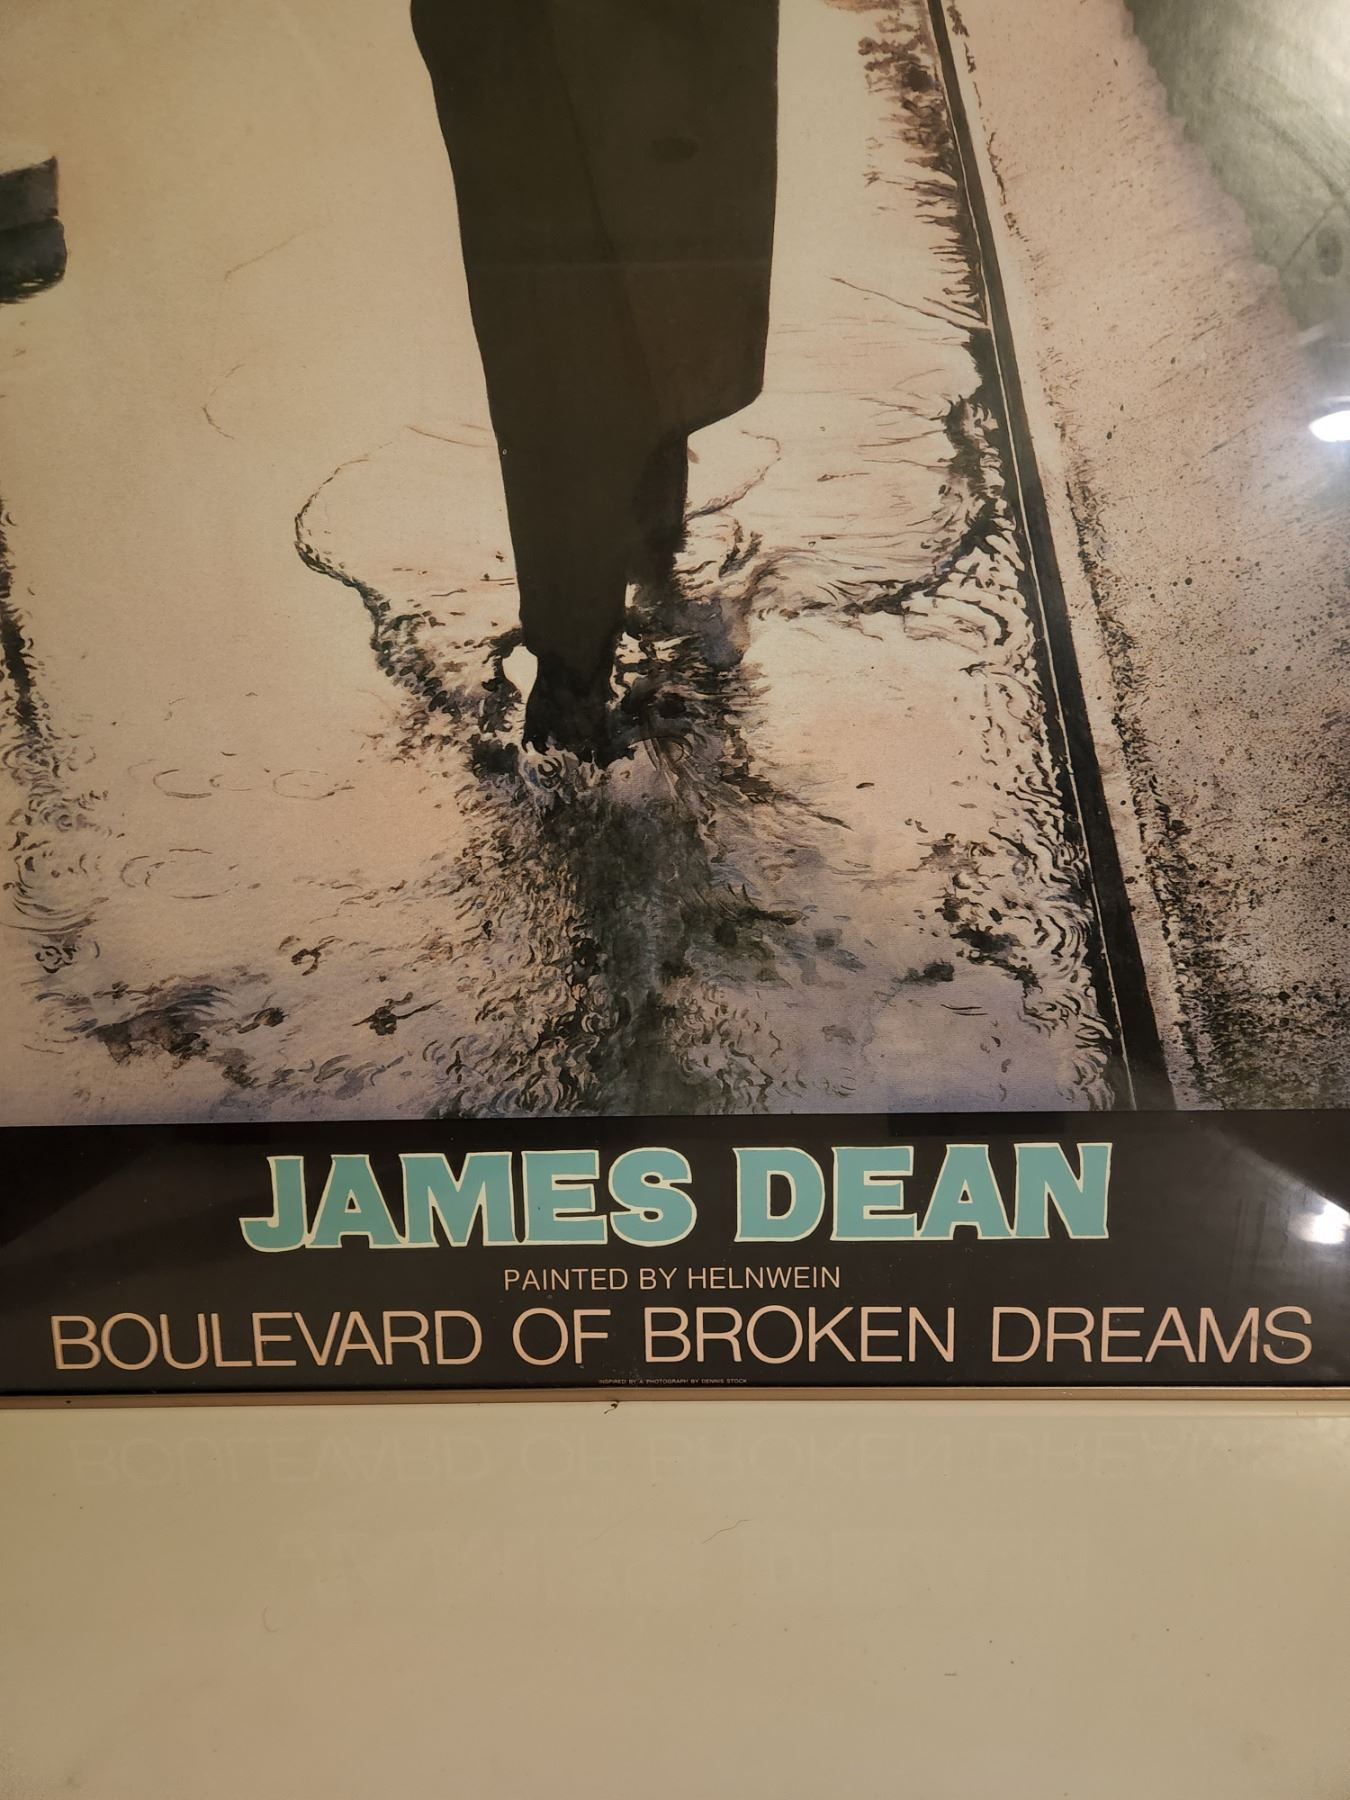 JAMES DEAN
PAINTED BY HELNWEIN
BOULEVARD OF BROKEN DREAMS
INSPIRED BY A PHOTOGRAPH BY DENNIS STOCK